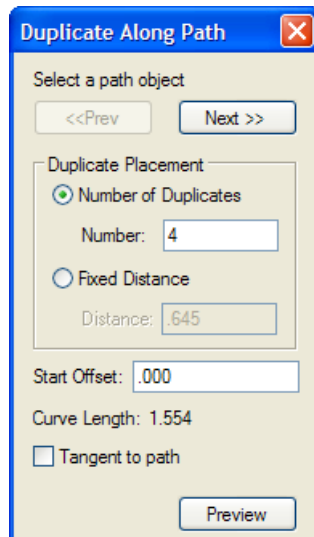 Duplicate Along Path
Select a path object
<<Prev Next >>
Duplicate Placement
Number of Duplicates
Number: 4
Fixed Distance
Distance: .645
Start Offset: .000
Curve Length: 1.554
Tangent to path
Preview